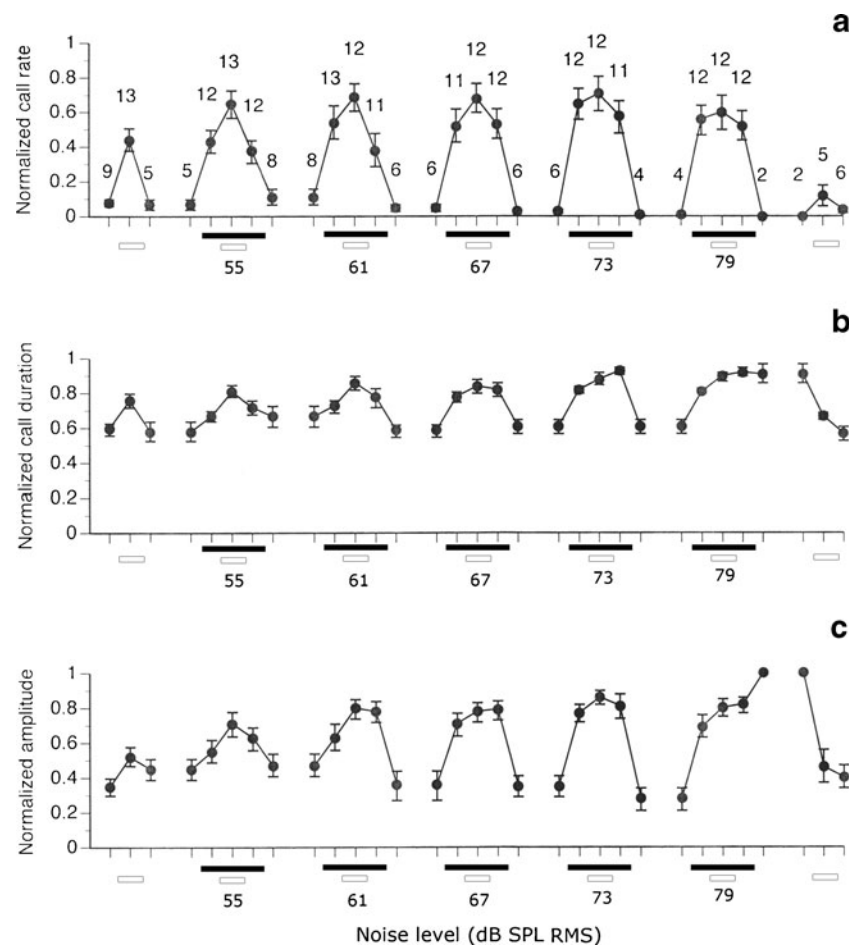 a
Normalized call rate
1
0.8
0.6
0.4
0.2
0
9 13 5
5 12 13 12 8
8 13 12 11 6
6 11 12 12 6
6 12 12 11 4
4 12 12 12 2
2 5 6
55 61 67 73 79
b
Normalized call duration
1
0.8
0.6
0.4
0.2
0
55 61 67 73 79
c
Normalized amplitude
1
0.8
0.6
0.4
0.2
0
55 61 67 73 79
Noise level (dB SPL RMS)